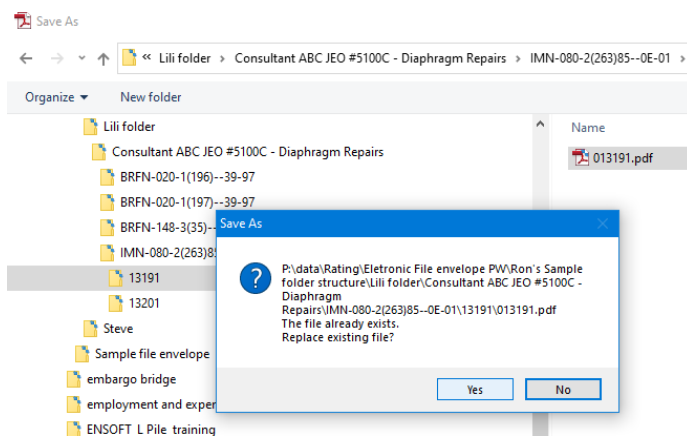 Save As
« Lili folder › Consultant ABC JEO #5100C - Diaphragm Repairs › IMN-080-2(263)85--0E-01 ›
Organize New folder
Name
Lili folder
Consultant ABC JEO #5100C - Diaphragm Repairs
BRFN-020-1(196)--39-97
BRFN-020-1(197)--39-97
BRFN-148-3(35)--
IMN-080-2(263)8
13191
13201
Steve
Sample file envelope
embargo bridge
employment and exper
ENSOFT L Pile training
013191.pdf
Save As
P:\data\Rating\Eletronic File envelope PW\Ron's Sample
folder structure\Lili folder\Consultant ABC JEO #5100C -
Diaphragm
Repairs\IMN-080-2(263)85--0E-01\13191\013191.pdf
The file already exists.
Replace existing file?
Yes No